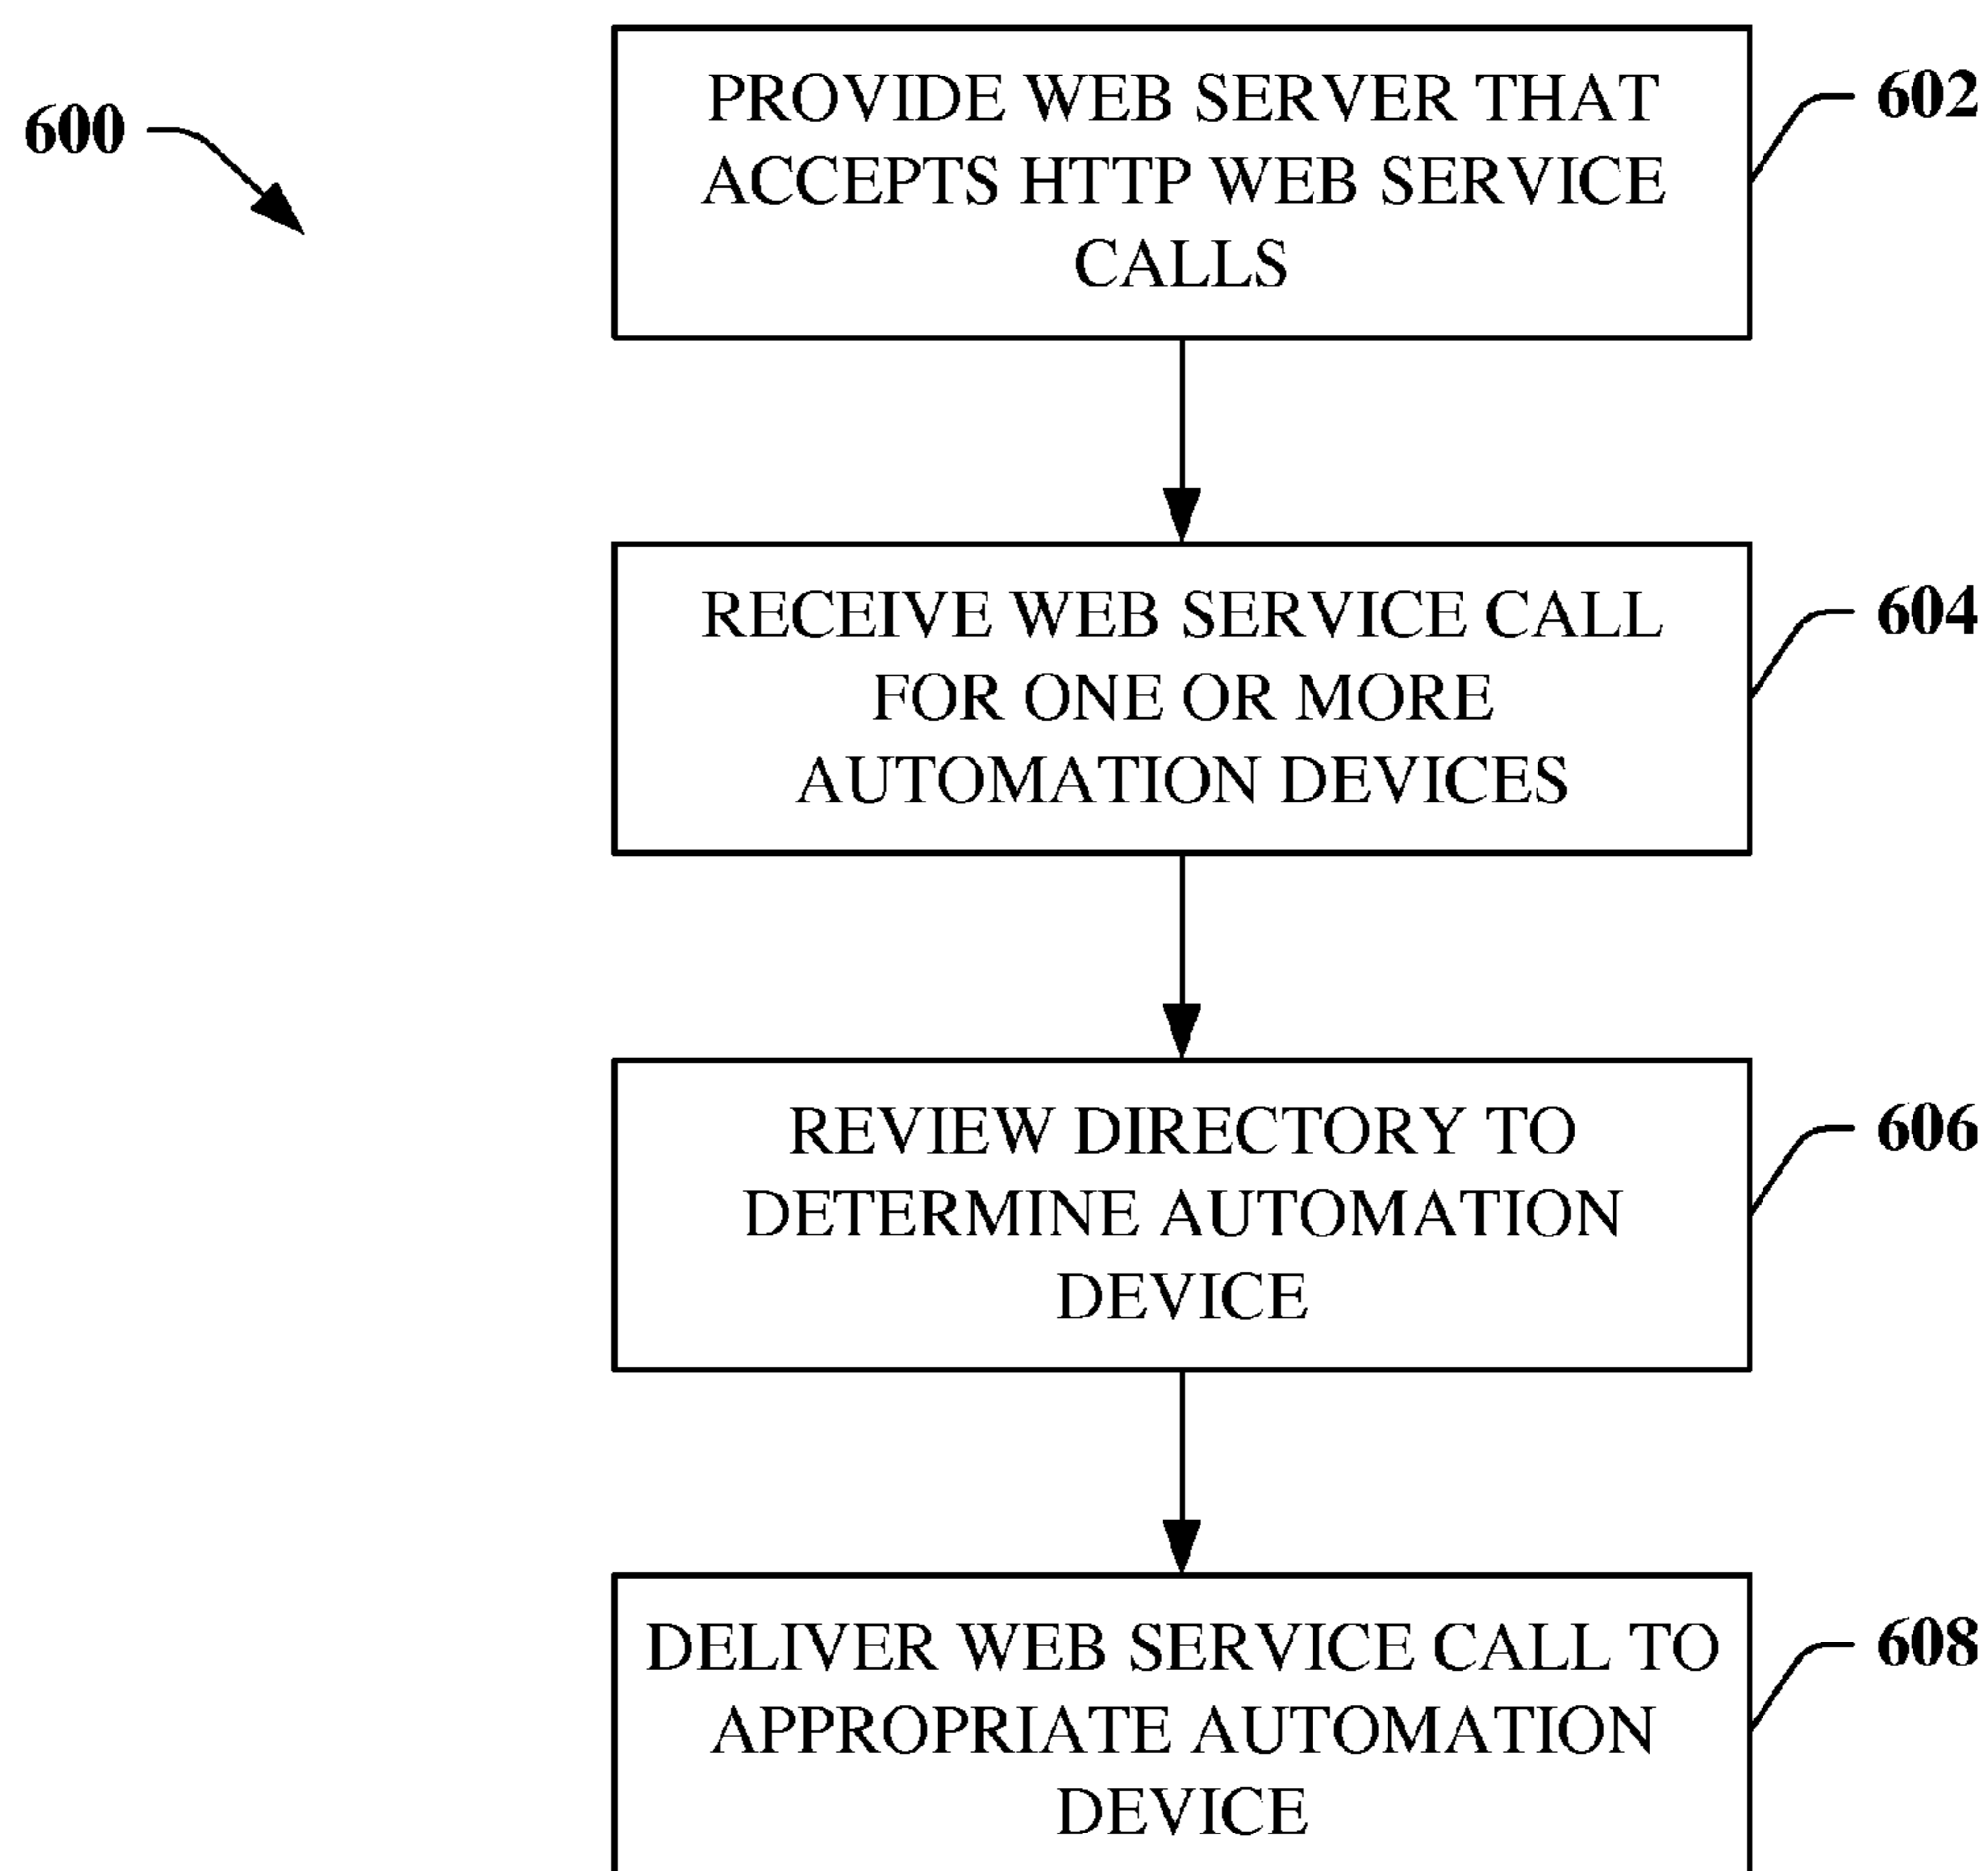 600
PROVIDE WEB SERVER THAT
ACCEPTS HTTP WEB SERVICE
CALLS
602
RECEIVE WEB SERVICE CALL
FOR ONE OR MORE
AUTOMATION DEVICES
604
REVIEW DIRECTORY TO
DETERMINE AUTOMATION
DEVICE
606
DELIVER WEB SERVICE CALL TO
APPROPRIATE AUTOMATION
DEVICE
608